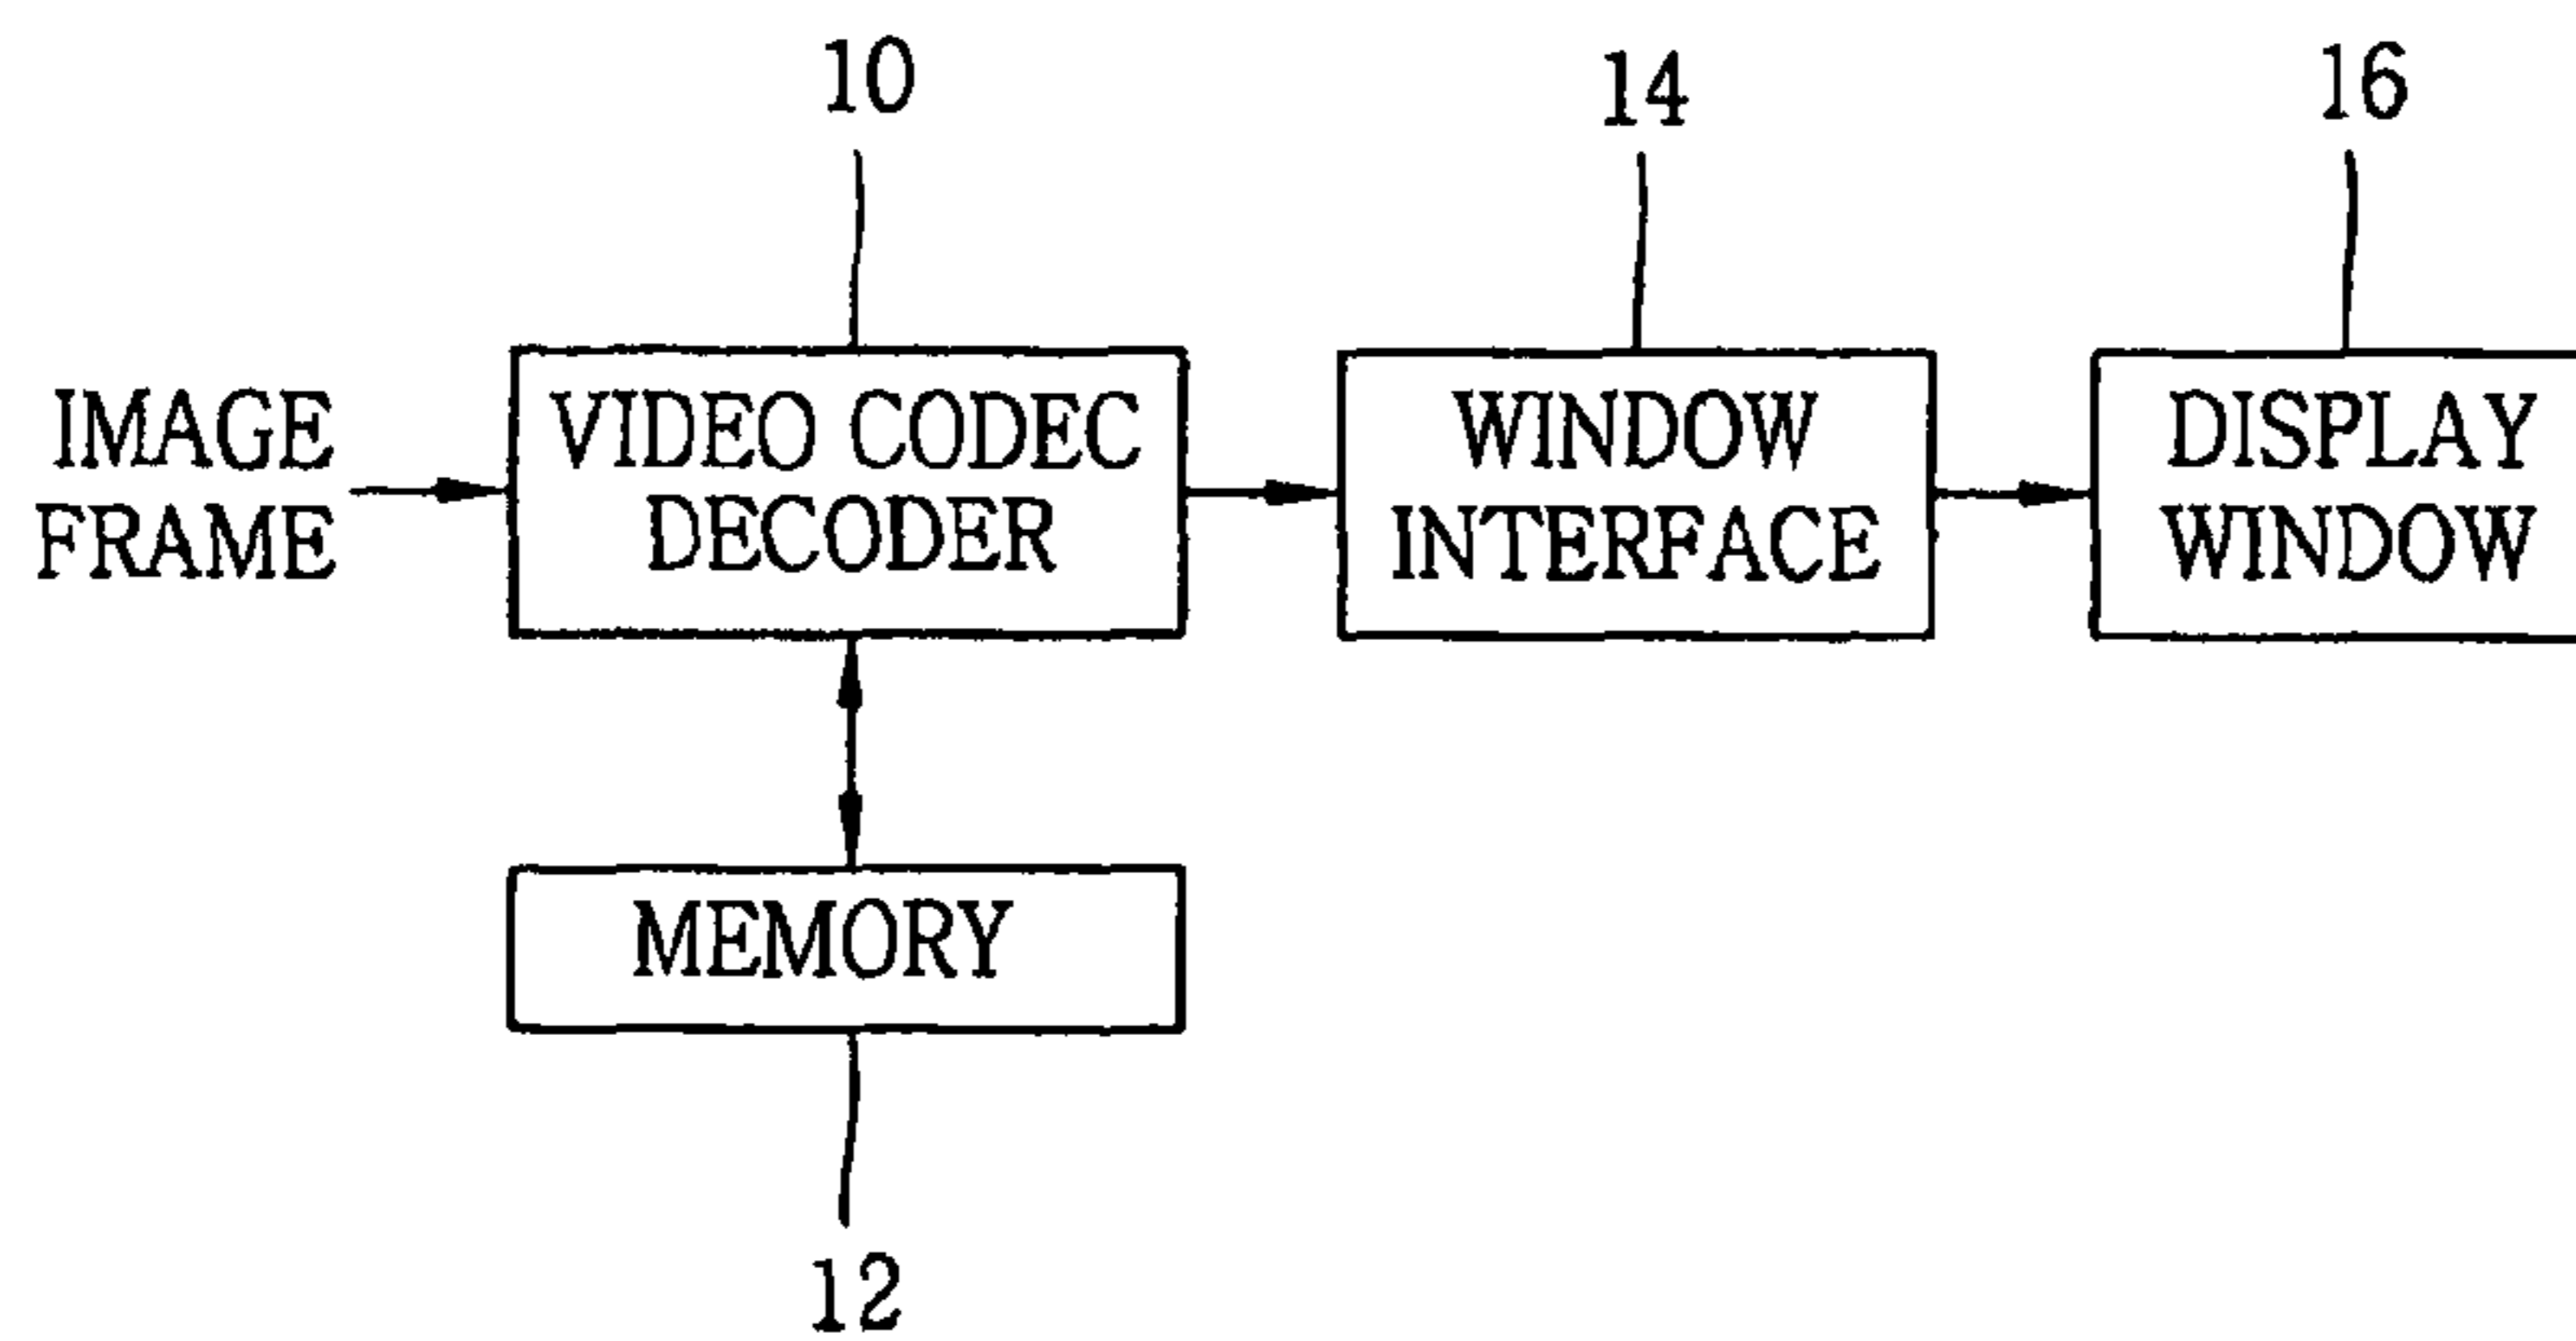 10
14
16
IMAGE
FRAME
VIDEO CODEC
DECODER
WINDOW
INTERFACE
DISPLAY
WINDOW
MEMORY
12